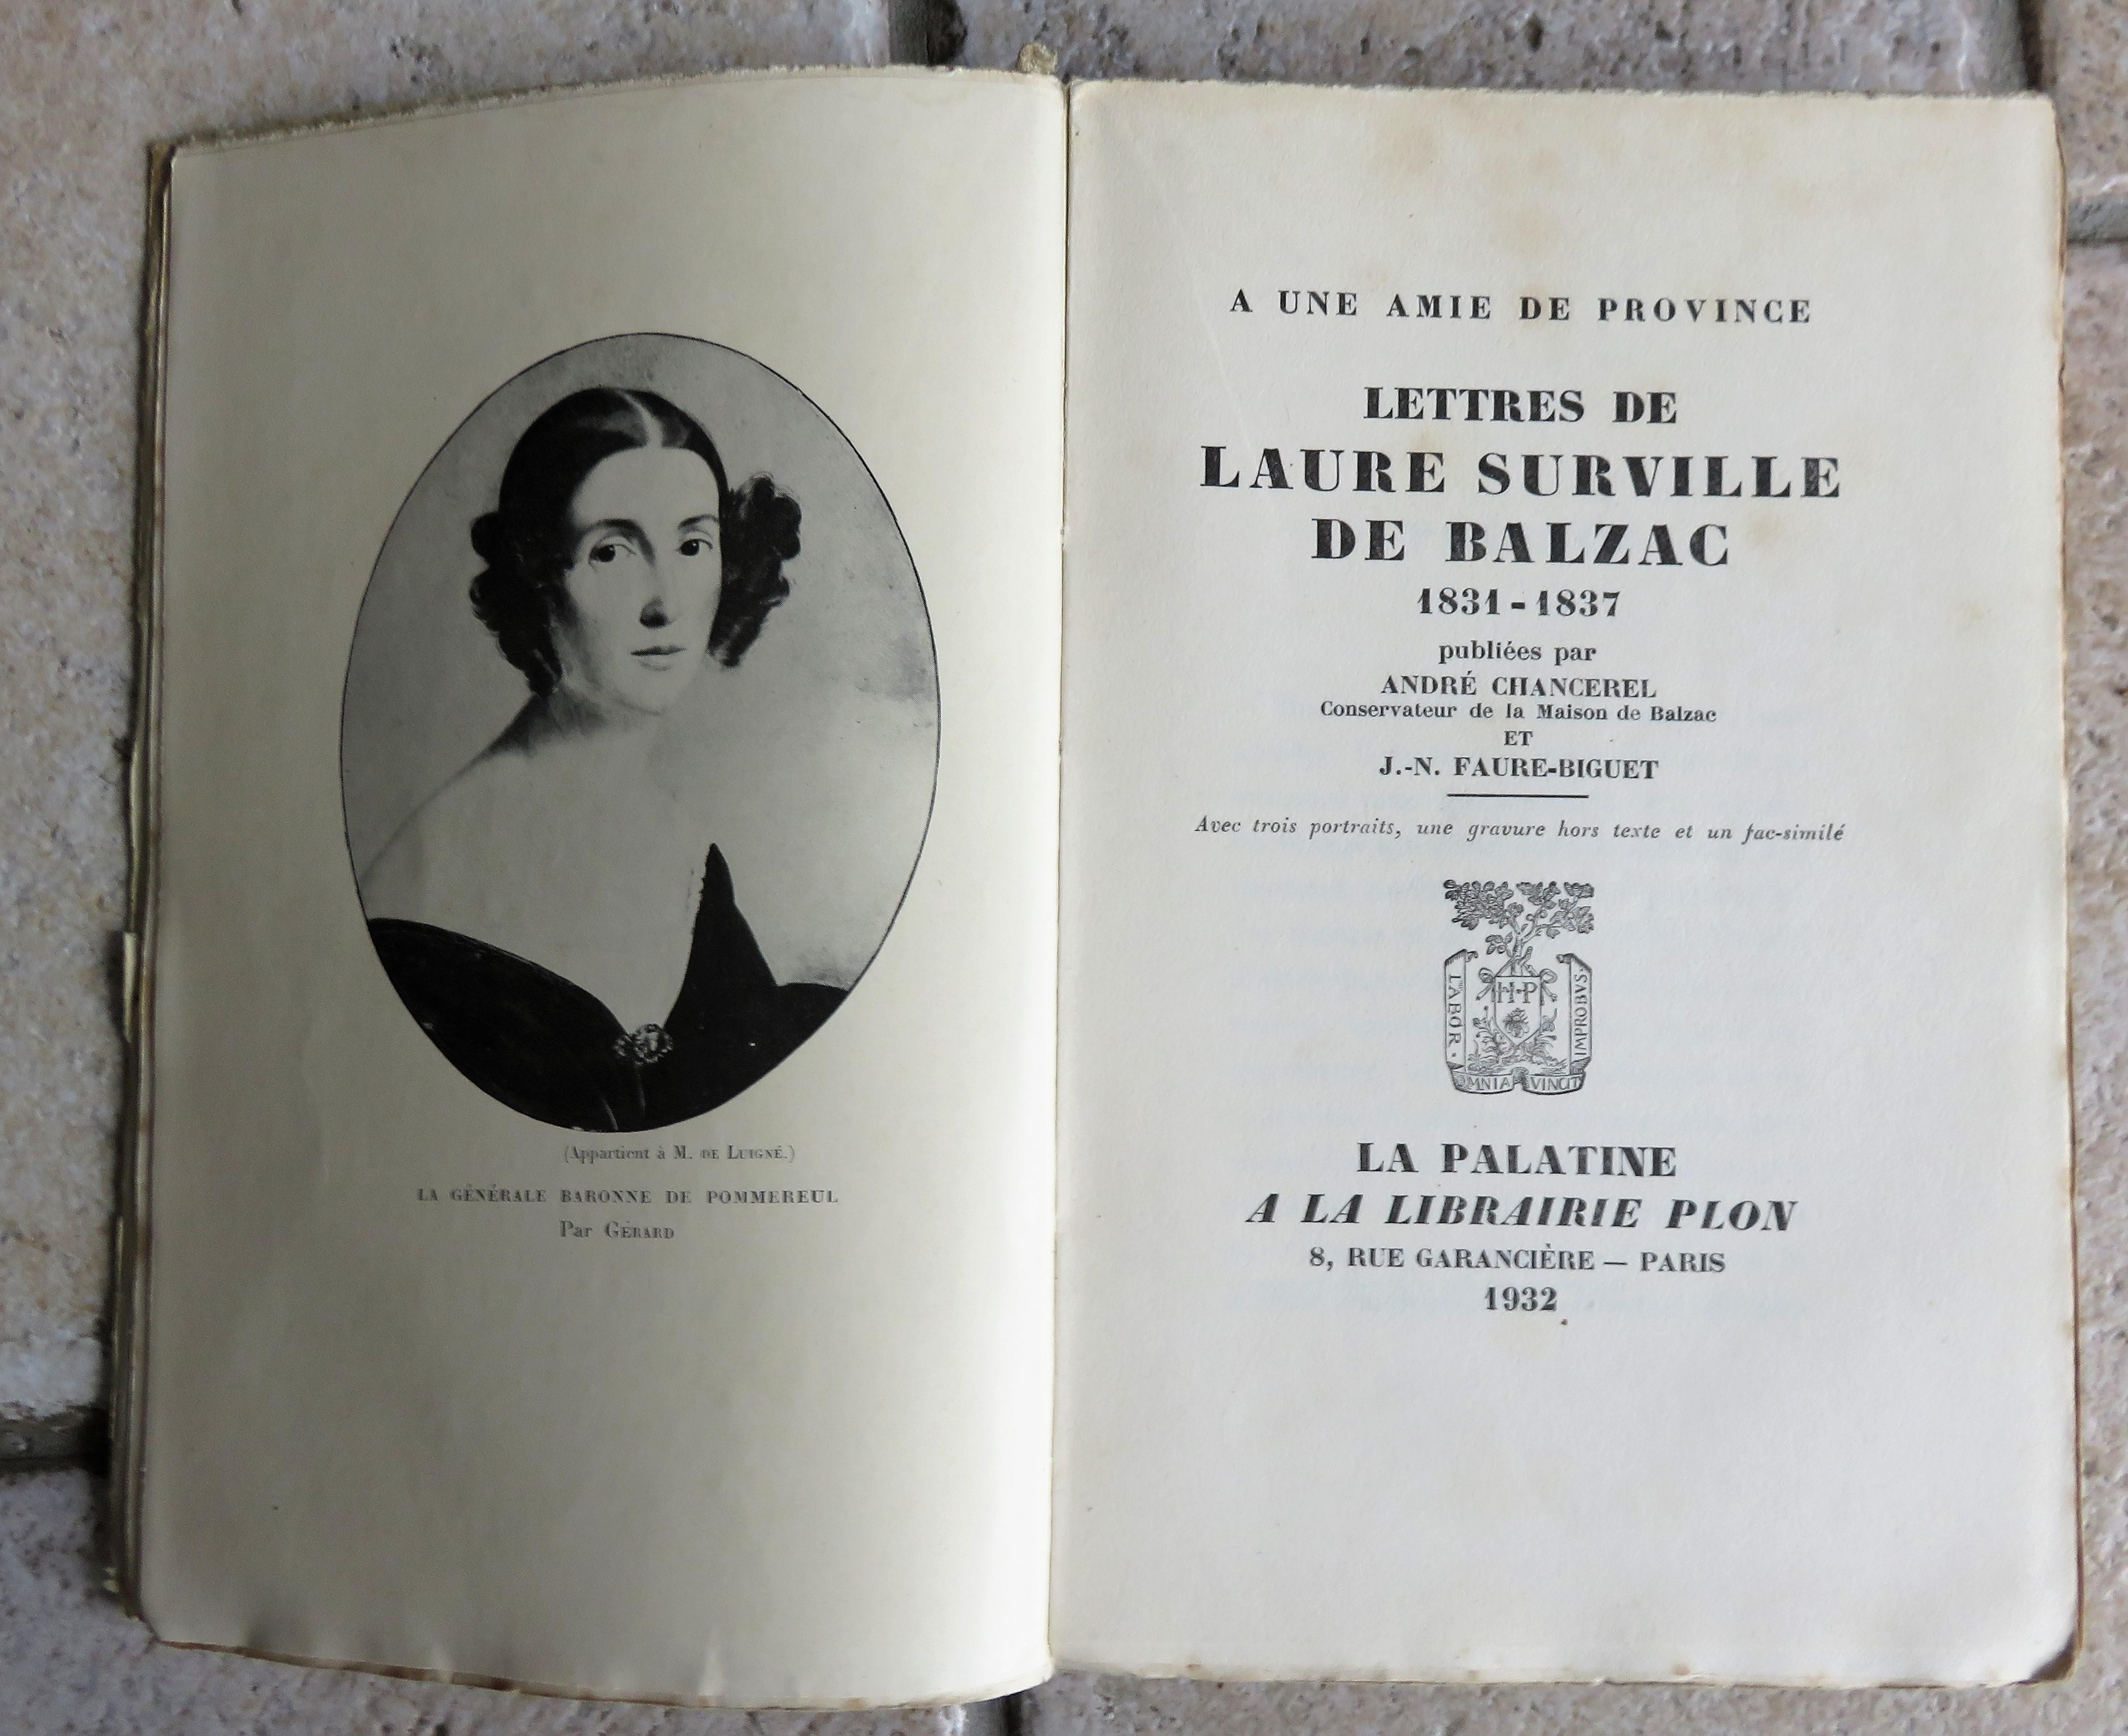 (Appartient à M. DE LUIGNÉ.)
LA GÉNÉRALE BARONNE DE POMMEREUL
Par GÉRARD
A UNE AMIE DE PROVINCE
LETTRES DE
LAURE SURVILLE
DE BALZAC
1831-1837
publiées par
ANDRÉ CHANCEREL
Conservateur de la Maison de Balzac
ET
J.-N. FAURE-BIGUET
Avec trois portraits, une gravure hors texte et un fac-similé
H·P
LABOR·
OMNIA VINCIT
IMPROBVS·
LA PALATINE
A LA LIBRAIRIE PLON
8, RUE GARANCIÈRE — PARIS
1932